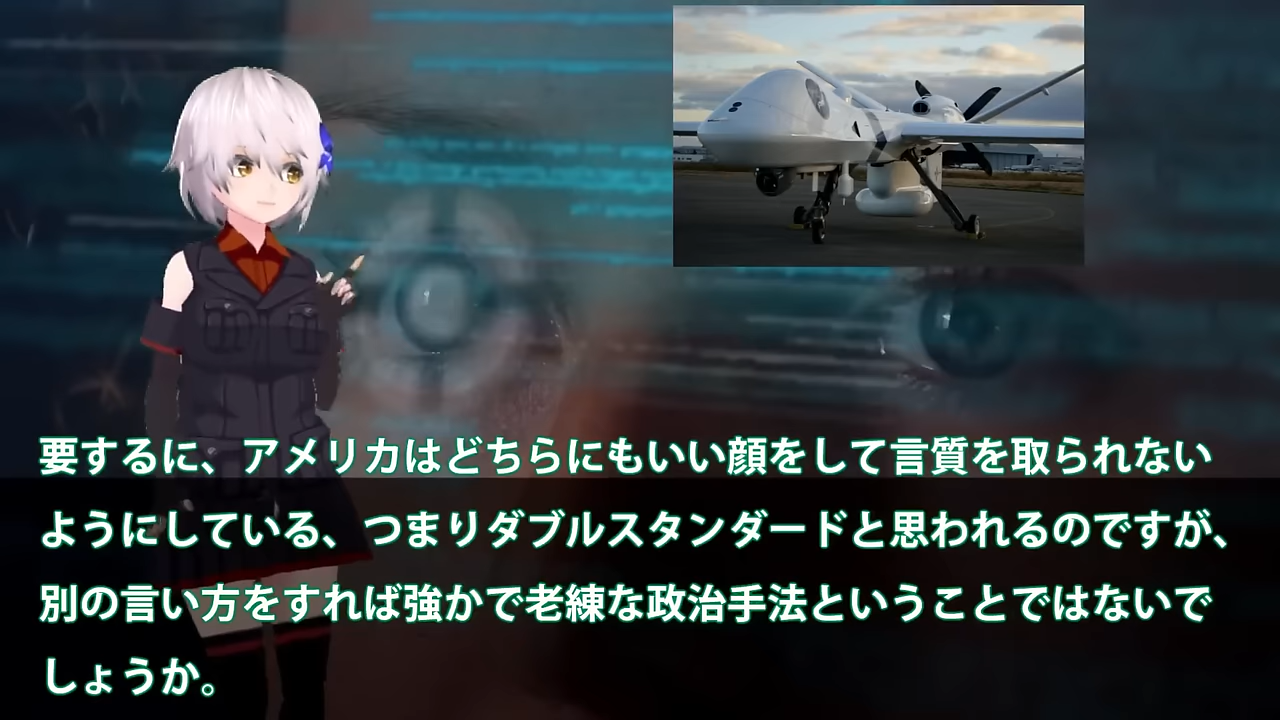 要するに、アメリカはどちらにもいい顔をして言質を取られない
ようにしている、つまりダブルスタンダードと思われるのですが、
別の言い方をすれば強かで老練な政治手法ということではないで
しょうか。